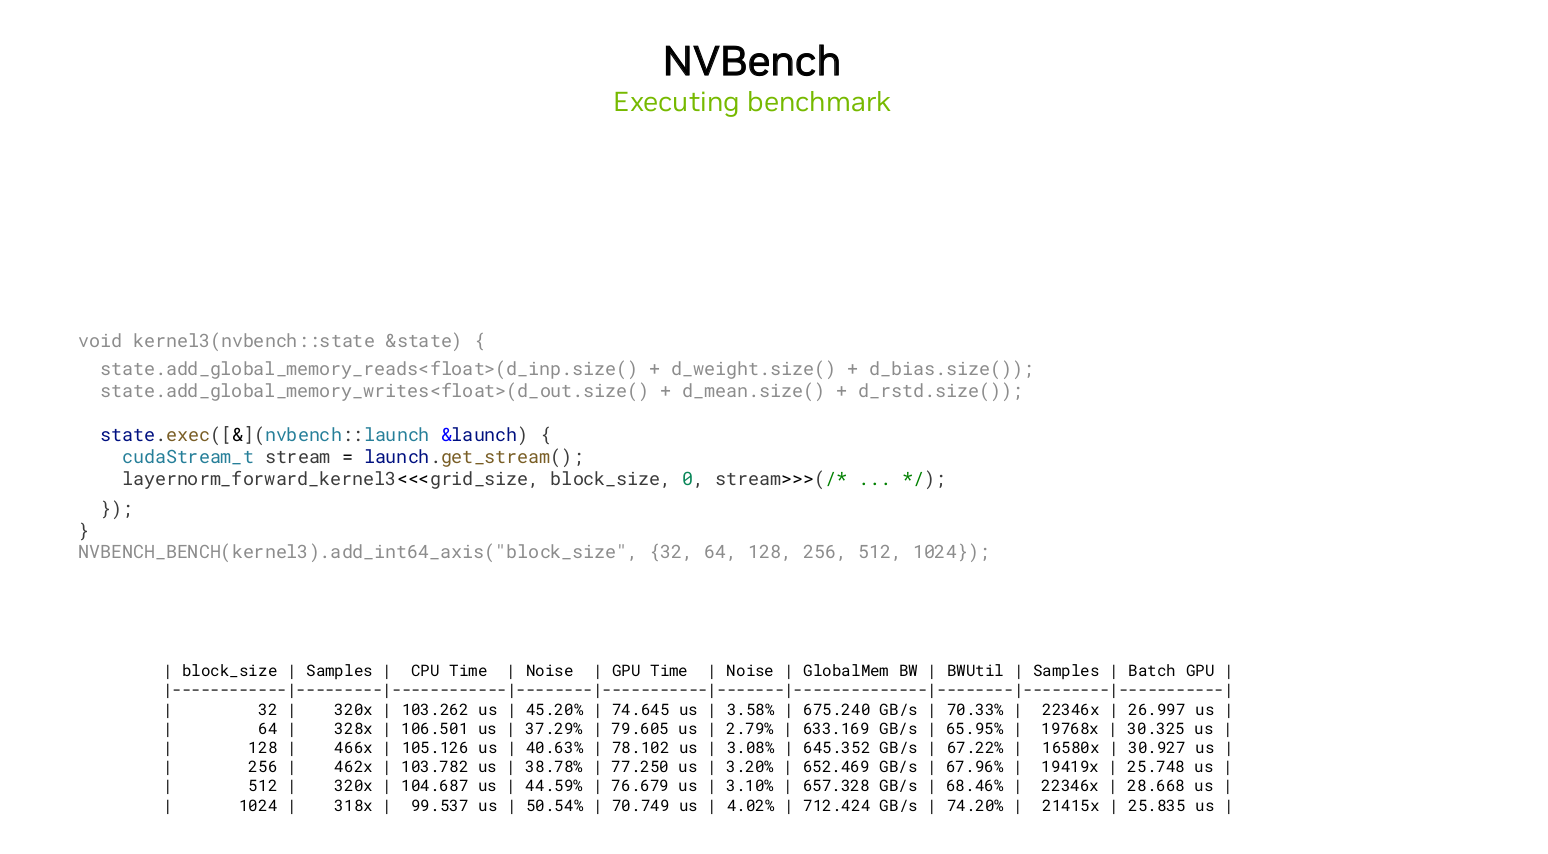 NVBench
Executing benchmark
void kernel3(nvbench::state &state) {
  state.add_global_memory_reads<float>(d_inp.size() + d_weight.size() + d_bias.size());
  state.add_global_memory_writes<float>(d_out.size() + d_mean.size() + d_rstd.size());
  state.exec([&](nvbench::launch &launch) {
    cudaStream_t stream = launch.get_stream();
    layernorm_forward_kernel3<<<grid_size, block_size, 0, stream>>>(/* ... */);
  });
}
NVBENCH_BENCH(kernel3).add_int64_axis("block_size", {32, 64, 128, 256, 512, 1024});
| block_size | Samples |  CPU Time  | Noise  | GPU Time  | Noise | GlobalMem BW | BWUtil | Samples | Batch GPU |
|------------|---------|------------|--------|-----------|-------|--------------|--------|---------|-----------|
|         32 |    320x | 103.262 us | 45.20% | 74.645 us | 3.58% | 675.240 GB/s | 70.33% |  22346x | 26.997 us |
|         64 |    328x | 106.501 us | 37.29% | 79.605 us | 2.79% | 633.169 GB/s | 65.95% |  19768x | 30.325 us |
|        128 |    466x | 105.126 us | 40.63% | 78.102 us | 3.08% | 645.352 GB/s | 67.22% |  16580x | 30.927 us |
|        256 |    462x | 103.782 us | 38.78% | 77.250 us | 3.20% | 652.469 GB/s | 67.96% |  19419x | 25.748 us |
|        512 |    320x | 104.687 us | 44.59% | 76.679 us | 3.10% | 657.328 GB/s | 68.46% |  22346x | 28.668 us |
|       1024 |    318x |  99.537 us | 50.54% | 70.749 us | 4.02% | 712.424 GB/s | 74.20% |  21415x | 25.835 us |